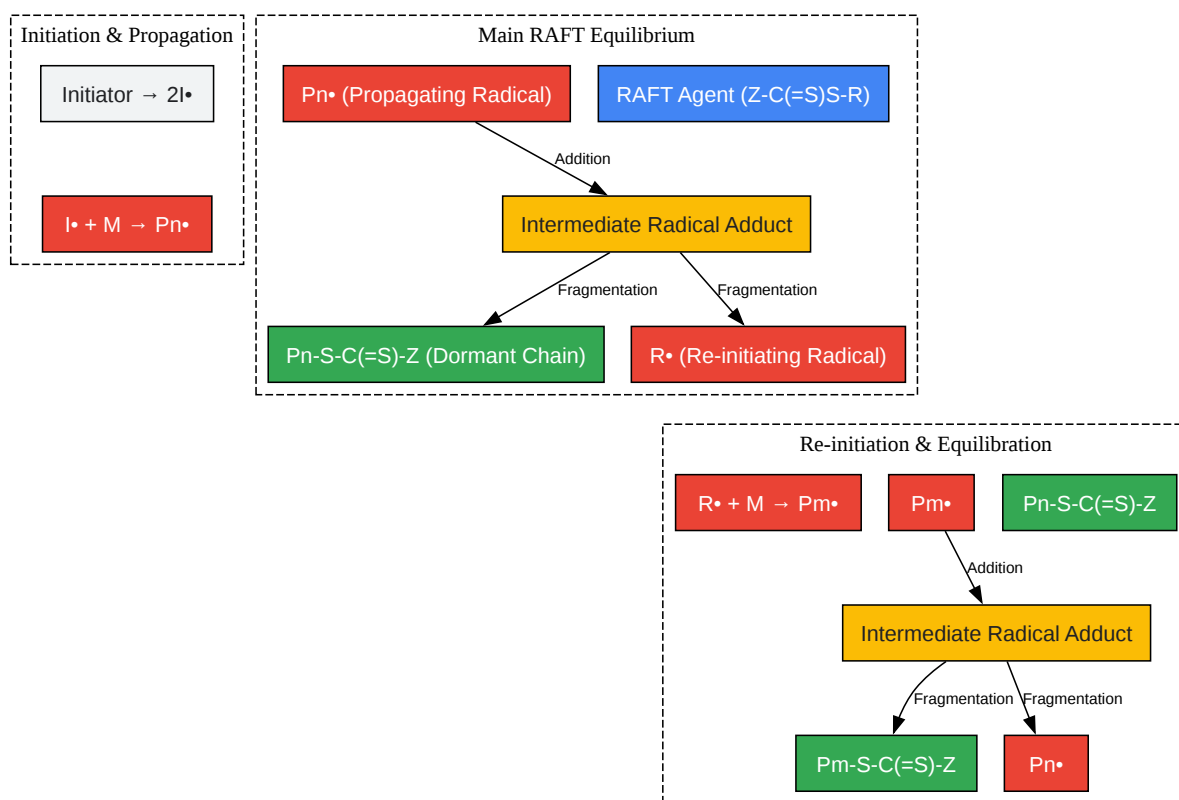 Initiation & Propagation
Initiator → 2I•
I• + M → Pn•
Main RAFT Equilibrium
Pn• (Propagating Radical)
RAFT Agent (Z-C(=S)S-R)
Addition
Intermediate Radical Adduct
Fragmentation
Fragmentation
Pn-S-C(=S)-Z (Dormant Chain)
R• (Re-initiating Radical)
Re-initiation & Equilibration
R• + M → Pm•
Pm•
Pn-S-C(=S)-Z
Addition
Intermediate Radical Adduct
Fragmentation
Fragmentation
Pm-S-C(=S)-Z
Pn•